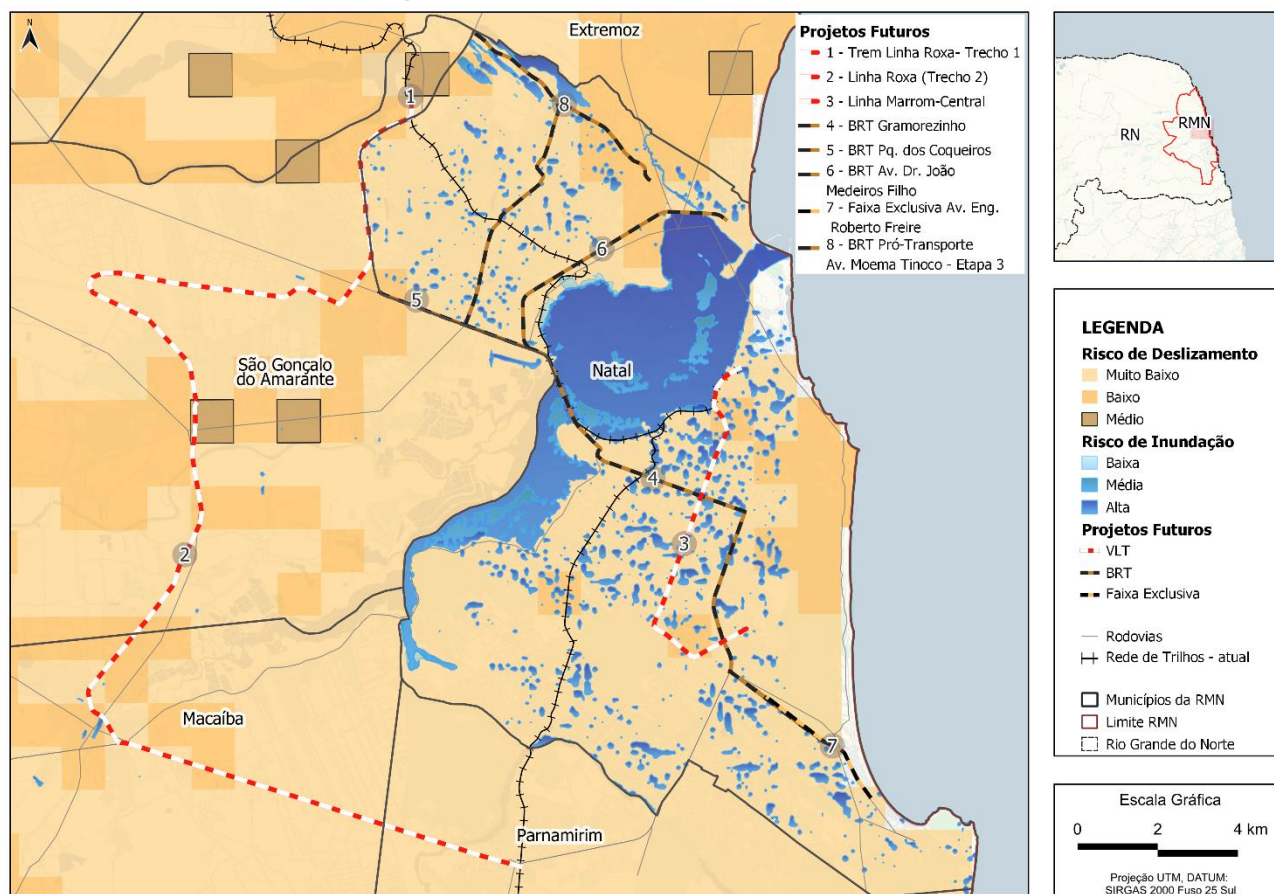 N
Extremoz
1
8
6
5
São Gonçalo
do Amarante
Natal
4
3
2
Macaíba
7
Parnamirim
Projetos Futuros
1 - Trem Linha Roxa- Trecho 1
2 - Linha Roxa (Trecho 2)
3 - Linha Marrom-Central
4 - BRT Gramorezinho
5 - BRT Pq. dos Coqueiros
6 - BRT Av. Dr. João
Medeiros Filho
7 - Faixa Exclusiva Av. Eng.
Roberto Freire
8 - BRT Pró-Transporte
Av. Moema Tinoco - Etapa 3
RN
RMN
LEGENDA
Risco de Deslizamento
Muito Baixo
Baixo
Médio
Risco de Inundação
Baixa
Média
Alta
Projetos Futuros
VLT
BRT
Faixa Exclusiva
Rodovias
Rede de Trilhos - atual
Municípios da RMN
Limite RMN
Rio Grande do Norte
Escala Gráfica
0 2 4 km
Projeção UTM, DATUM:
SIRGAS 2000 Fuso 25 Sul